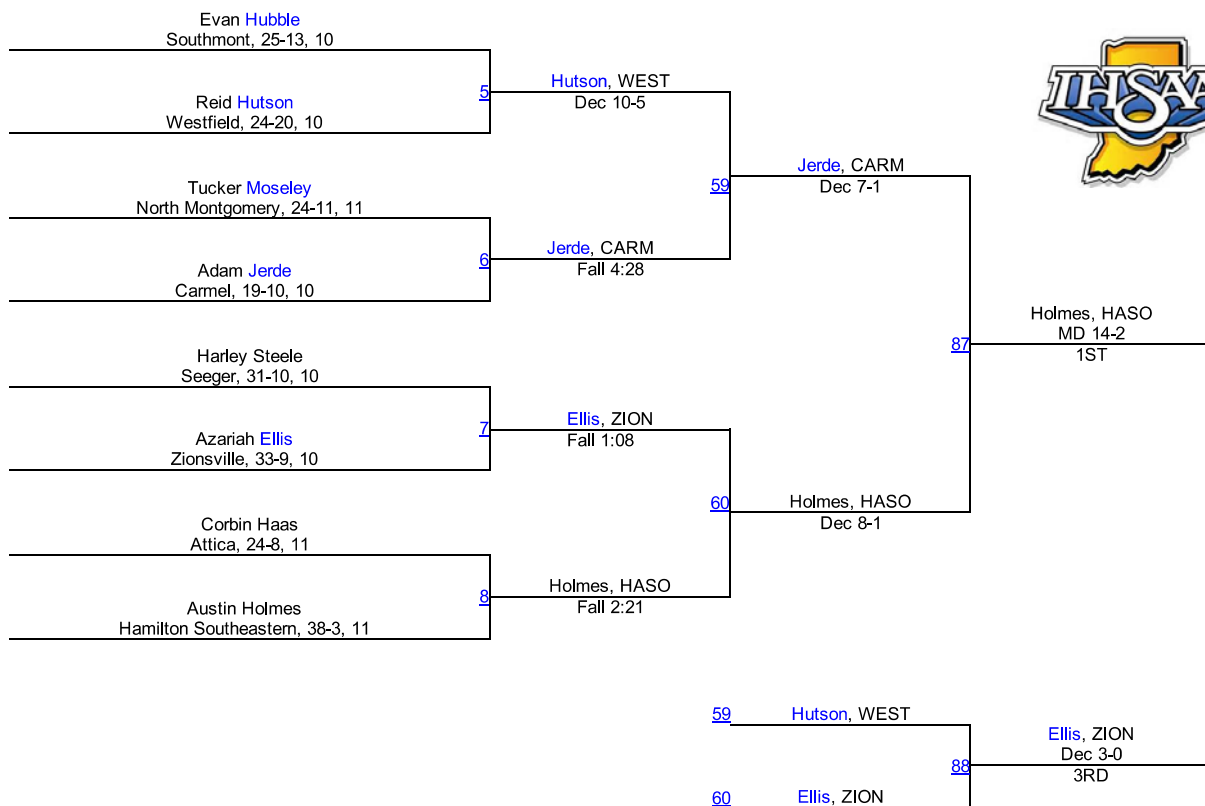 Evan Hubble
Southmont, 25-13, 10
5
Reid Hutson
Westfield, 24-20, 10
Hutson, WEST
Dec 10-5
Tucker Moseley
North Montgomery, 24-11, 11
6
Adam Jerde
Carmel, 19-10, 10
Jerde, CARM
Fall 4:28
59
Jerde, CARM
Dec 7-1
Harley Steele
Seeger, 31-10, 10
7
Azariah Ellis
Zionsville, 33-9, 10
Ellis, ZION
Fall 1:08
Corbin Haas
Attica, 24-8, 11
8
Austin Holmes
Hamilton Southeastern, 38-3, 11
Holmes, HASO
Fall 2:21
60
Holmes, HASO
Dec 8-1
87
Holmes, HASO
MD 14-2
1ST
IHSAA
59
Hutson, WEST
60
Ellis, ZION
88
Ellis, ZION
Dec 3-0
3RD